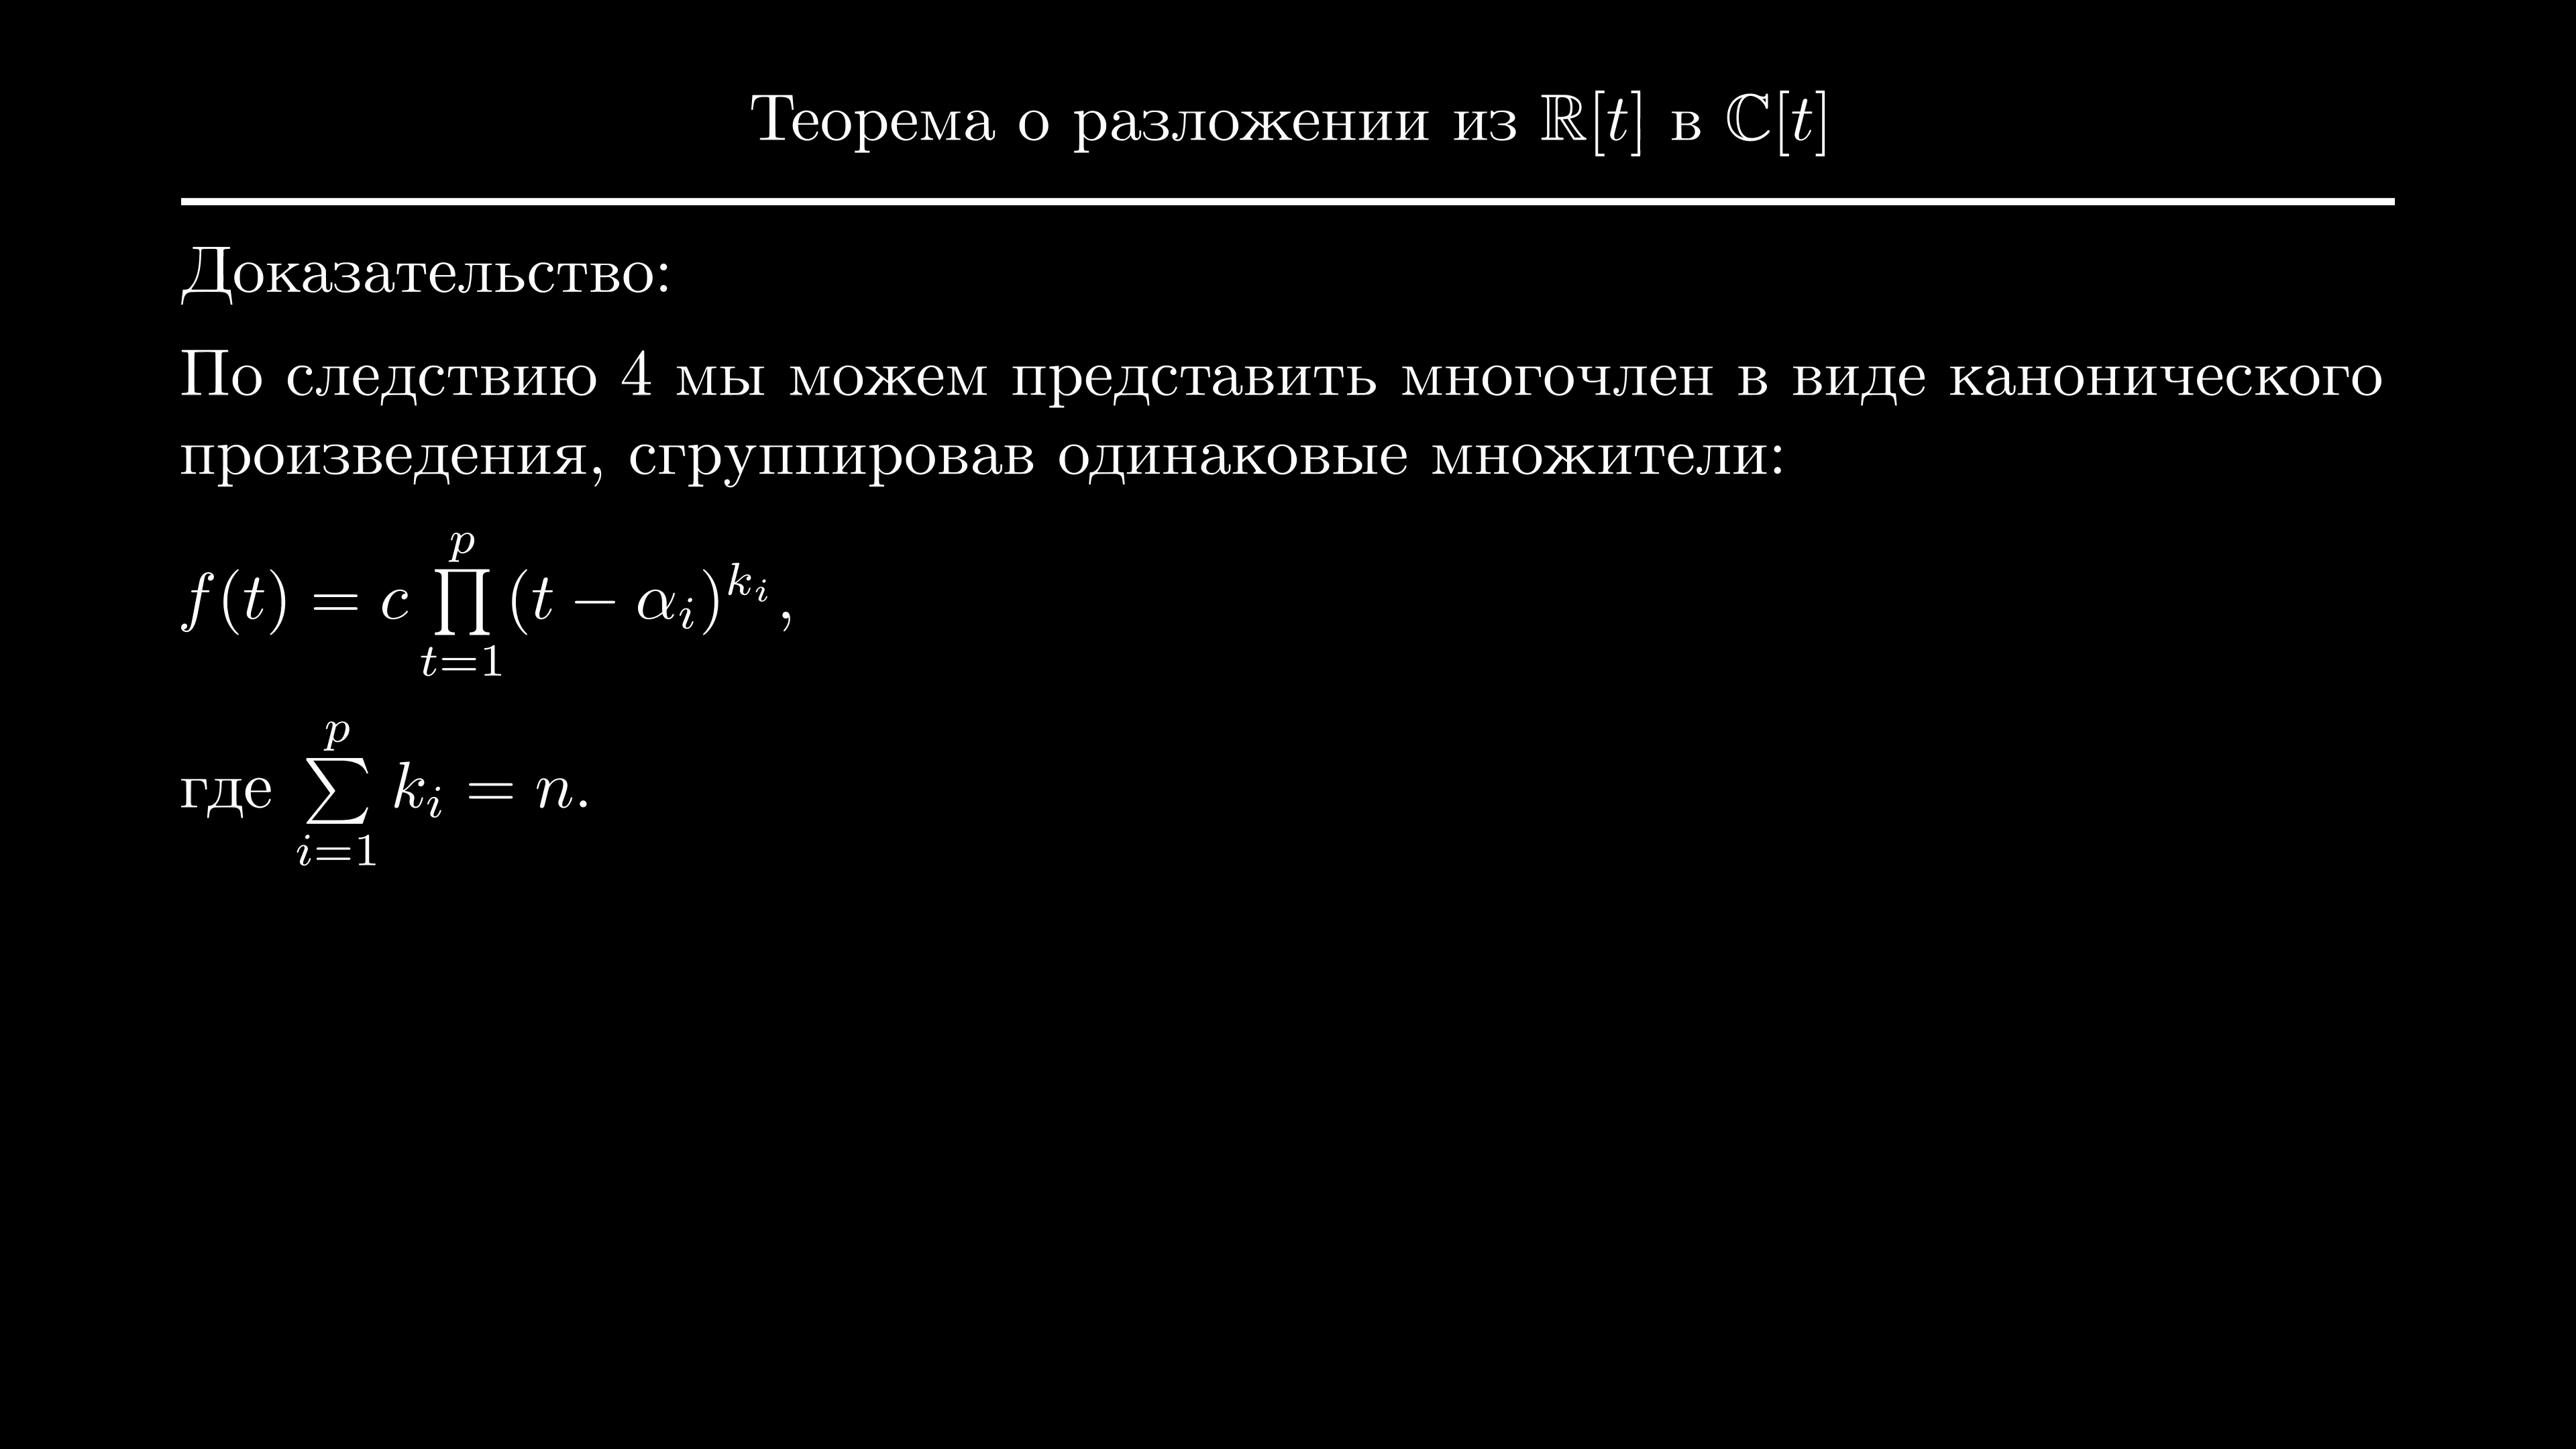 Теорема о разложении из ℝ[t] в ℂ[t]
Доказательство:
По следствию 4 мы можем представить многочлен в виде канонического
произведения, сгруппировав одинаковые множители:
f(t) = c ∏_{t=1}^{p} (t − α_i)^{k_i},
где ∑_{i=1}^{p} k_i = n.